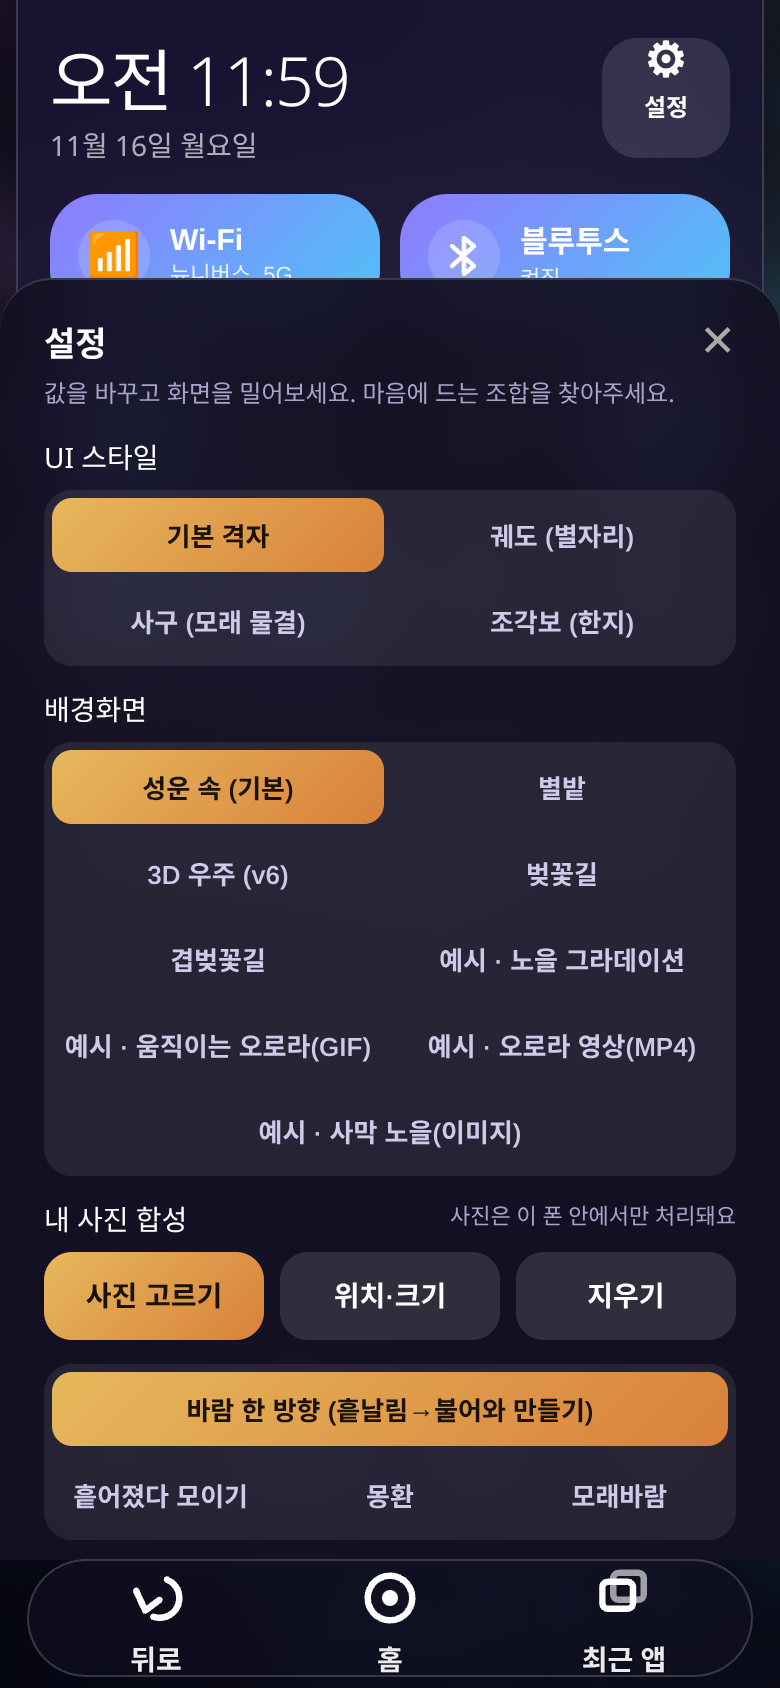 오전 11:59
설정
11월 16일 월요일
Wi-Fi
뉴니버스_5G
블루투스
켜짐
설정
값을 바꾸고 화면을 밀어보세요. 마음에 드는 조합을 찾아주세요.
UI 스타일
기본 격자
궤도 (별자리)
사구 (모래 물결)
조각보 (한지)
배경화면
성운 속 (기본)
별밭
3D 우주 (v6)
벚꽃길
겹벚꽃길
예시 · 노을 그라데이션
예시 · 움직이는 오로라(GIF)
예시 · 오로라 영상(MP4)
예시 · 사막 노을(이미지)
내 사진 합성
사진은 이 폰 안에서만 처리돼요
사진 고르기
위치·크기
지우기
바람 한 방향 (흩날림→불어와 만들기)
흩어졌다 모이기
몽환
모래바람
뒤로
홈
최근 앱